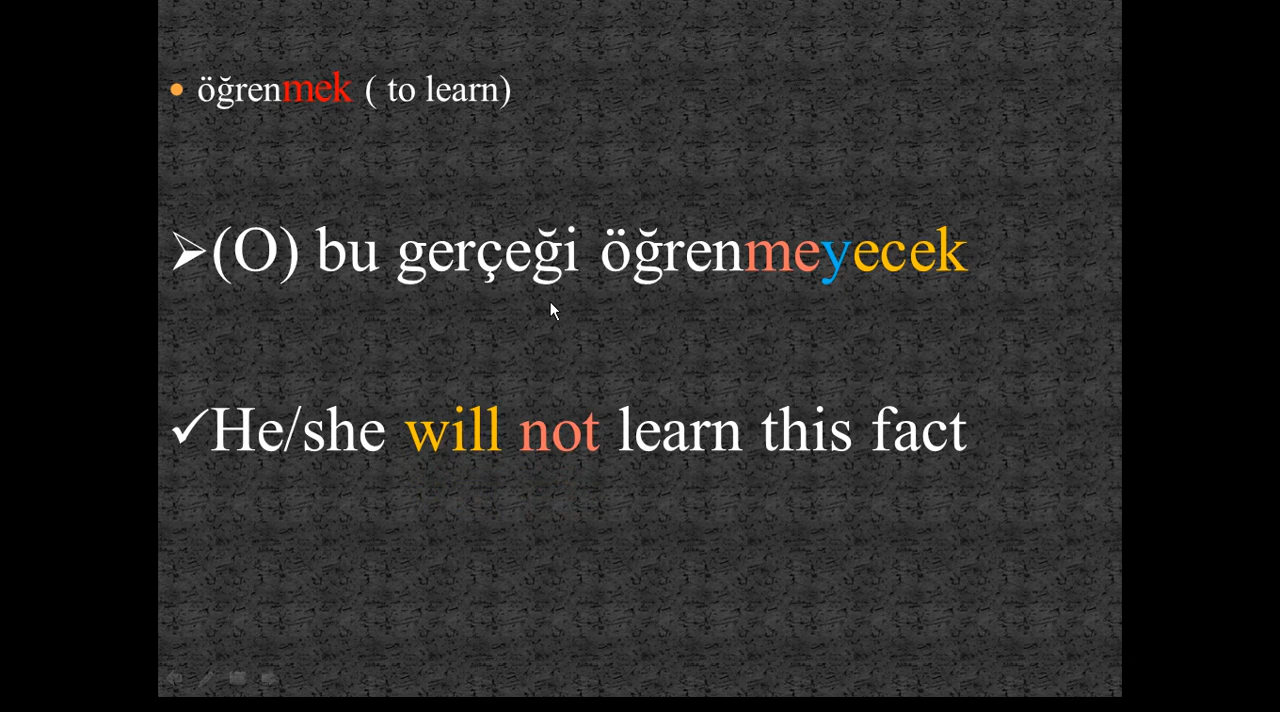 • öğrenmek ( to learn)
➢(O) bu gerçeği öğrenmeyecek
✓He/she will not learn this fact